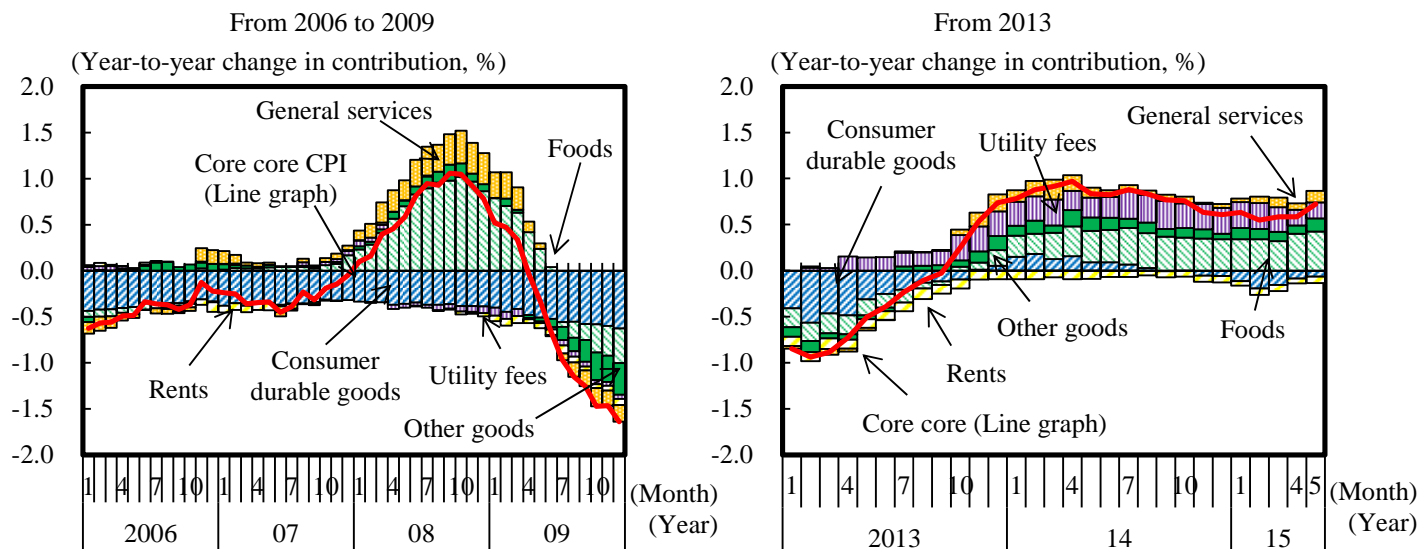 From 2006 to 2009
(Year-to-year change in contribution, %)
2.0
1.5
1.0
0.5
0.0
-0.5
-1.0
-1.5
-2.0
General services
Foods
Core core CPI
(Line graph)
Rents
Consumer
durable goods
Utility fees
Other goods
1 4 7 10 1 4 7 10 1 4 7 10 1 4 7 10 (Month)
2006 07 08 09 (Year)
From 2013
(Year-to-year change in contribution, %)
2.0
1.5
1.0
0.5
0.0
-0.5
-1.0
-1.5
-2.0
Consumer
durable goods
Utility fees
General services
Other goods
Foods
Rents
Core core (Line graph)
1 4 7 10 1 4 7 10 1 4 5 (Month)
2013 14 15 (Year)